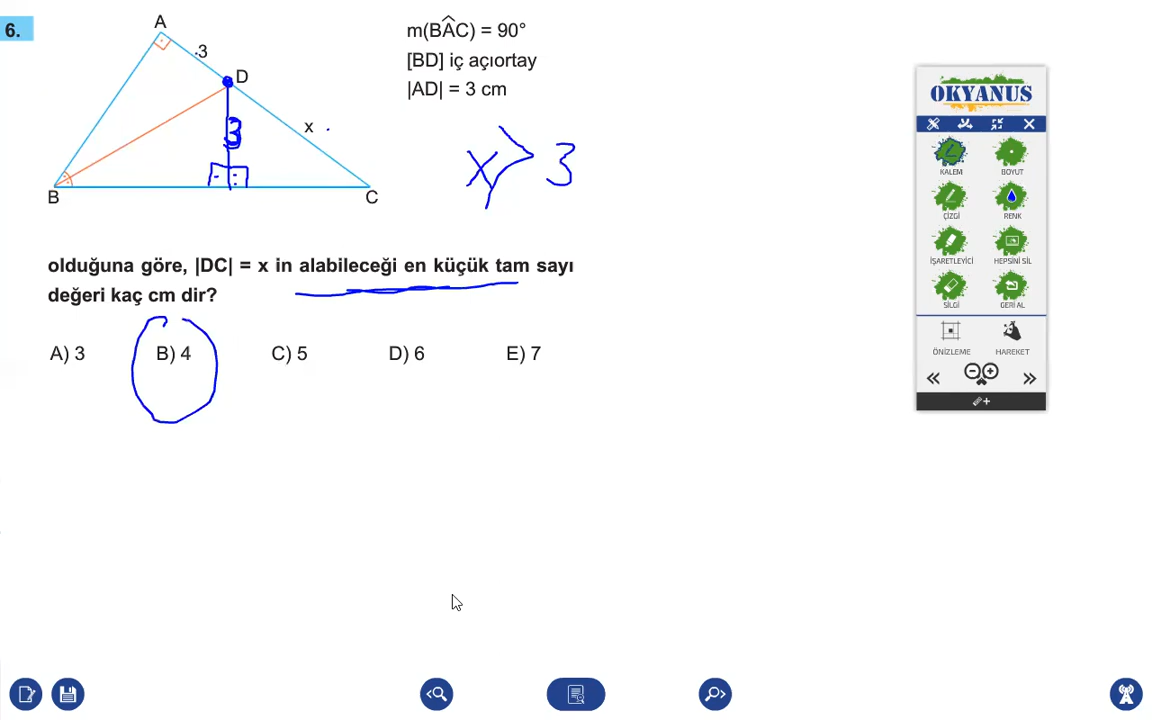 6.
A
3
D
3
x
B
C
m(BÂC) = 90°
[BD] iç açıortay
|AD| = 3 cm
x > 3
olduğuna göre, |DC| = x in alabileceği en küçük tam sayı
değeri kaç cm dir?
A) 3 B) 4 C) 5 D) 6 E) 7
OKYANUS
KALEM BOYUT
ÇİZGİ RENK
İŞARETLEYİCİ HEPSİNİ SİL
SİLGİ GERİ AL
ÖNİZLEME HAREKET